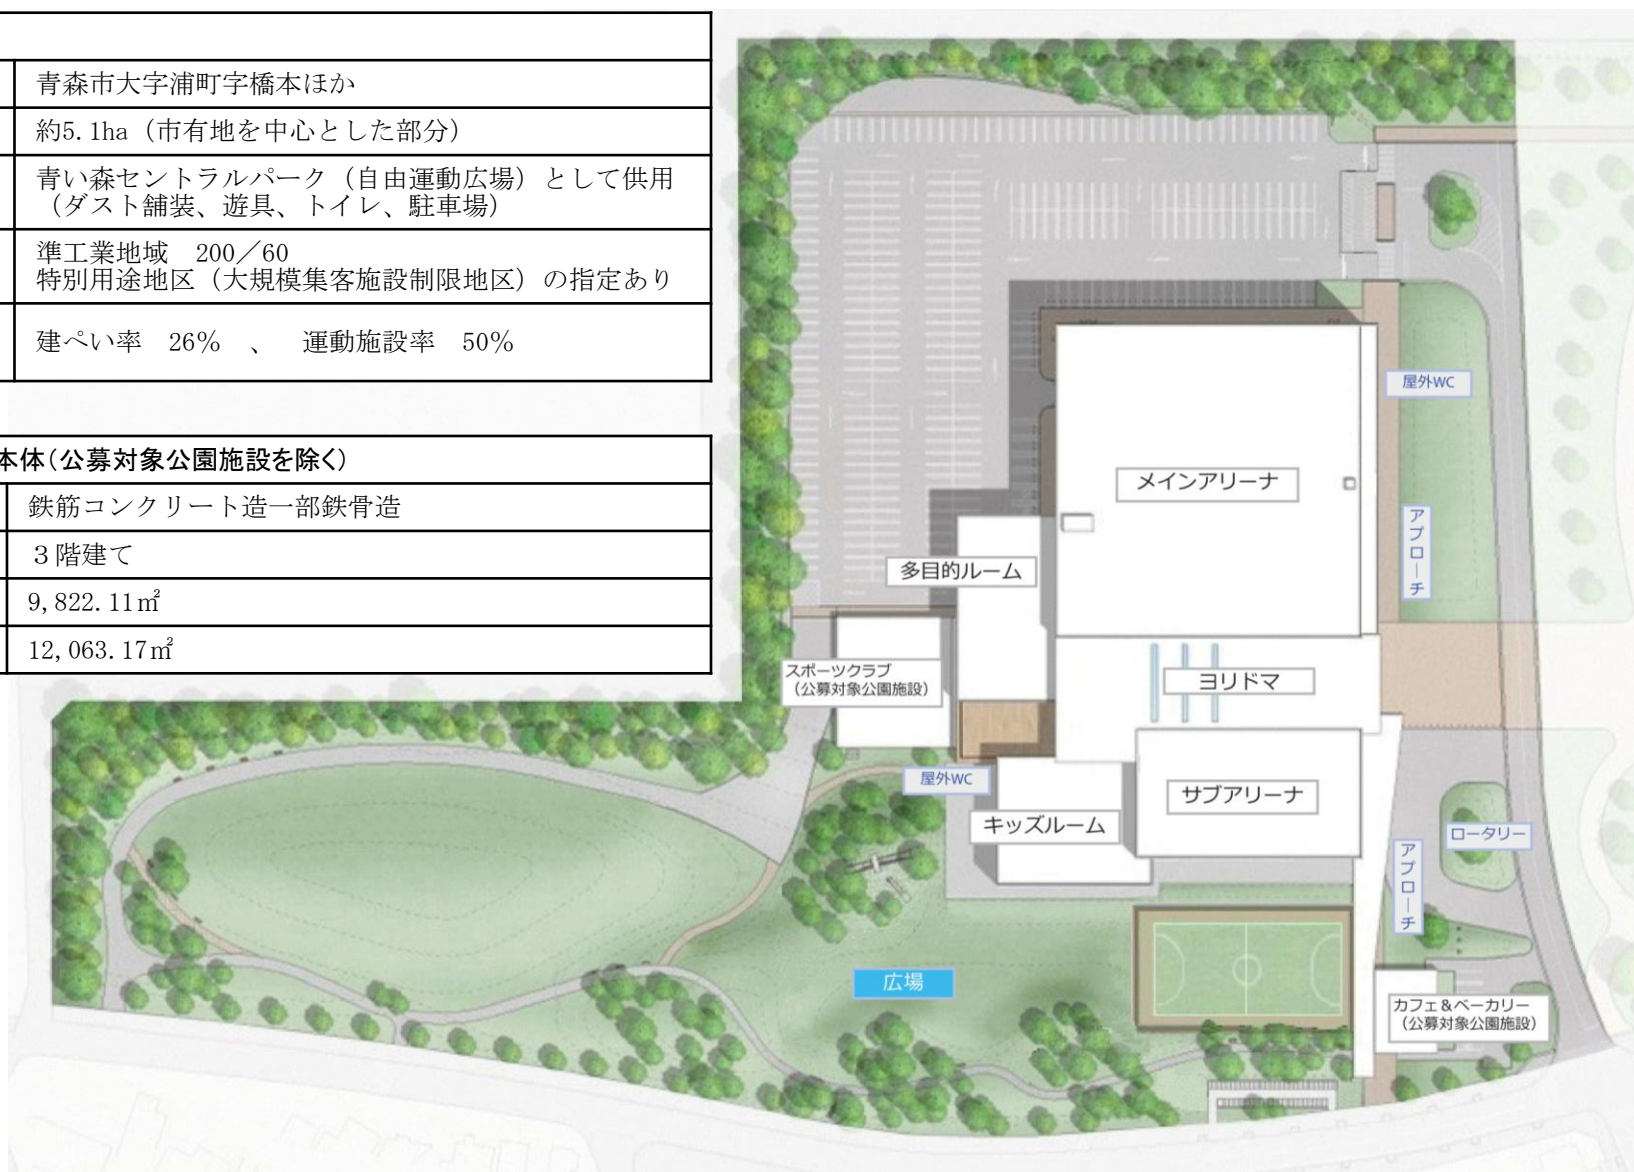 青森市大字浦町字橋本ほか
約5.1ha（市有地を中心とした部分）
青い森セントラルパーク（自由運動広場）として供用
（ダスト舗装、遊具、トイレ、駐車場）
準工業地域　200／60
特別用途地区（大規模集客施設制限地区）の指定あり
建ぺい率　26％　、　運動施設率　50％
本体（公募対象公園施設を除く）
鉄筋コンクリート造一部鉄骨造
３階建て
9,822.11㎡
12,063.17㎡
屋外WC
メインアリーナ
アプローチ
多目的ルーム
スポーツクラブ
（公募対象公園施設）
ヨリドマ
屋外WC
サブアリーナ
キッズルーム
ロータリー
アプローチ
広場
カフェ＆ベーカリー
（公募対象公園施設）